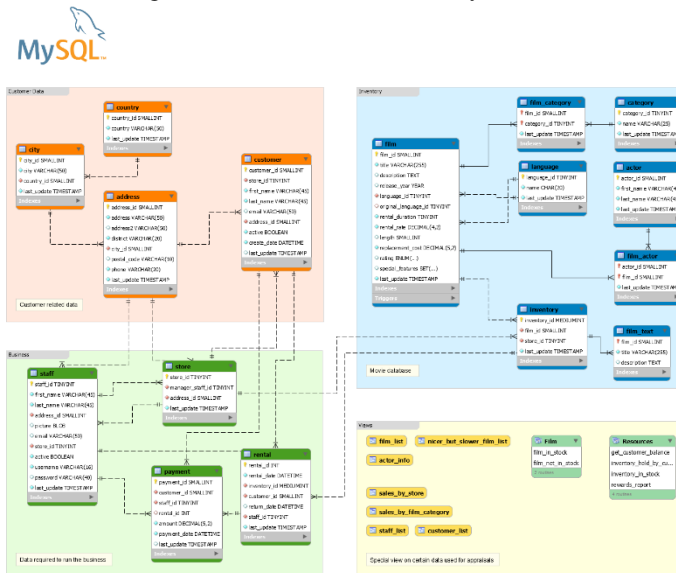 MySQL
Customer Data
country
country_id SMALLINT
country VARCHAR(50)
last_update TIMESTAMP
Indexes
city
city_id SMALLINT
city VARCHAR(50)
country_id SMALLINT
last_update TIMESTAMP
Indexes
address
address_id SMALLINT
address VARCHAR(50)
address2 VARCHAR(50)
district VARCHAR(20)
city_id SMALLINT
postal_code VARCHAR(10)
phone VARCHAR(20)
last_update TIMESTAMP
Indexes
customer
customer_id SMALLINT
store_id TINYINT
first_name VARCHAR(45)
last_name VARCHAR(45)
email VARCHAR(50)
address_id SMALLINT
active BOOLEAN
create_date DATETIME
last_update TIMESTAMP
Indexes
Customer related data
Inventory
film
film_id SMALLINT
title VARCHAR(255)
description TEXT
release_year YEAR
language_id TINYINT
original_language_id TINYINT
rental_duration TINYINT
rental_rate DECIMAL(4,2)
length SMALLINT
replacement_cost DECIMAL(5,2)
rating ENUM(...)
special_features SET(...)
last_update TIMESTAMP
Indexes
Triggers
film_category
film_id SMALLINT
category_id TINYINT
last_update TIMESTAMP
Indexes
category
category_id TINYINT
name VARCHAR(25)
last_update TIMESTAMP
Indexes
language
language_id TINYINT
name CHAR(20)
last_update TIMESTAMP
Indexes
actor
actor_id SMALLINT
first_name VARCHAR(4
last_name VARCHAR(4
last_update TIMESTAMP
Indexes
film_actor
actor_id SMALLINT
film_id SMALLINT
last_update TIMESTAMP
Indexes
inventory
inventory_id MEDIUMINT
film_id SMALLINT
store_id TINYINT
last_update TIMESTAMP
Indexes
film_text
film_id SMALLINT
title VARCHAR(255)
description TEXT
Indexes
Movie database
Business
staff
staff_id TINYINT
first_name VARCHAR(45)
last_name VARCHAR(45)
address_id SMALLINT
picture BLOB
email VARCHAR(50)
store_id TINYINT
active BOOLEAN
username VARCHAR(16)
password VARCHAR(40)
last_update TIMESTAMP
Indexes
store
store_id TINYINT
manager_staff_id TINYINT
address_id SMALLINT
last_update TIMESTAMP
Indexes
payment
payment_id SMALLINT
customer_id SMALLINT
staff_id TINYINT
rental_id INT
amount DECIMAL(5,2)
payment_date DATETIME
last_update TIMESTAMP
Indexes
rental
rental_id INT
rental_date DATETIME
inventory_id MEDIUMINT
customer_id SMALLINT
return_date DATETIME
staff_id TINYINT
last_update TIMESTAMP
Indexes
Data required to run the business
Views
film_list
nicer_but_slower_film_list
actor_info
sales_by_store
sales_by_film_category
staff_list
customer_list
Film
film_in_stock
film_not_in_stock
Resources
get_customer_balance
inventory_held_by_cu...
inventory_in_stock
rewards_report
Special view on certain data used for appraisals